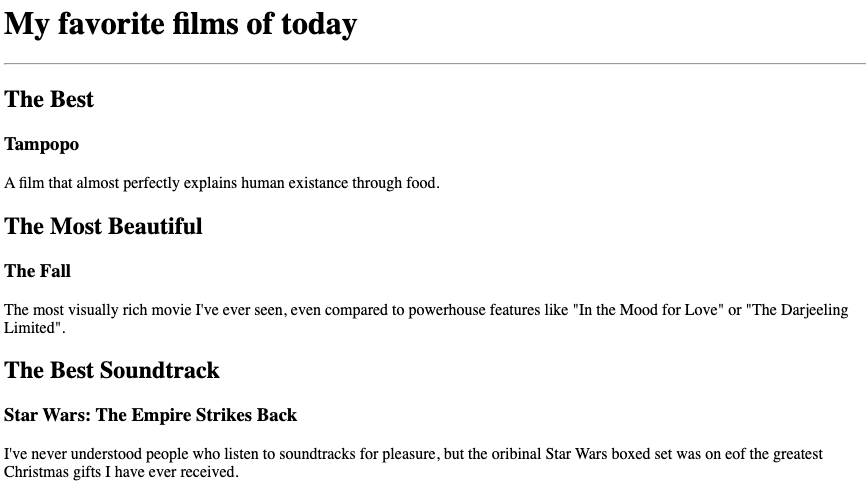 My favorite films of today
The Best
Tampopo
A film that almost perfectly explains human existance through food.
The Most Beautiful
The Fall
The most visually rich movie I've ever seen, even compared to powerhouse features like "In the Mood for Love" or "The Darjeeling
Limited".
The Best Soundtrack
Star Wars: The Empire Strikes Back
I've never understood people who listen to soundtracks for pleasure, but the oribinal Star Wars boxed set was on eof the greatest
Christmas gifts I have ever received.